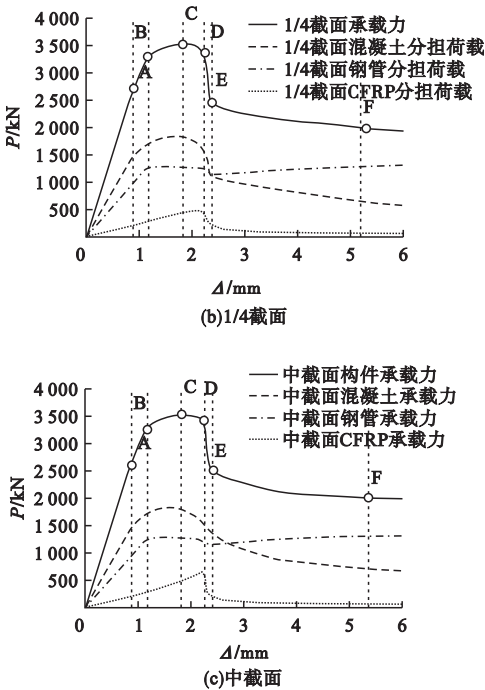 4 000
3 500
3 000
2 500
2 000
1 500
1 000
500
P/kN
B
A
C
D
E
F
1/4截面承载力
1/4截面混凝土分担荷载
1/4截面钢管分担荷载
1/4截面CFRP分担荷载
0 1 2 3 4 5 6
Δ/mm
(b)1/4截面
4 000
3 500
3 000
2 500
2 000
1 500
1 000
500
P/kN
B
A
C
D
E
F
中截面构件承载力
中截面混凝土承载力
中截面钢管承载力
中截面CFRP承载力
0 1 2 3 4 5 6
Δ/mm
(c)中截面